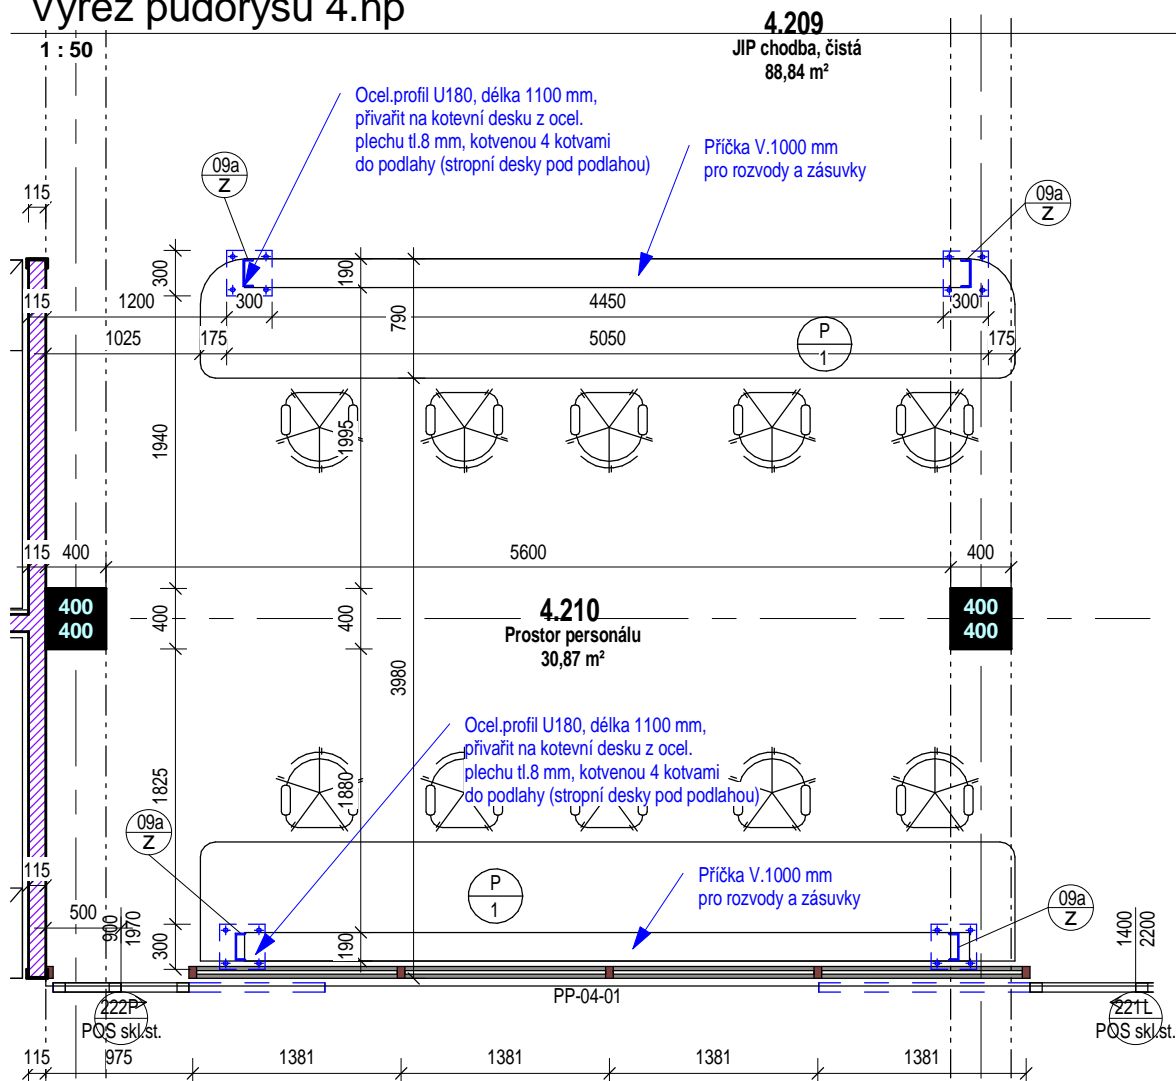 Výřez půdorysu 4.np
1 : 50
4.209
JIP chodba, čistá
88,84 m²
Ocel.profil U180, délka 1100 mm,
přivařit na kotevní desku z ocel.
plechu tl.8 mm, kotvenou 4 kotvami
do podlahy (stropní desky pod podlahou)
Příčka V.1000 mm
pro rozvody a zásuvky
09a
Z
09a
Z
115
300
190
115
1200
300
4450
300
790
1025
175
5050
175
P
1
1940
1995
115
400
5600
400
400
400
400
400
400
400
4.210
Prostor personálu
30,87 m²
3980
Ocel.profil U180, délka 1100 mm,
přivařit na kotevní desku z ocel.
plechu tl.8 mm, kotvenou 4 kotvami
do podlahy (stropní desky pod podlahou)
1825
1880
09a
Z
115
Příčka V.1000 mm
pro rozvody a zásuvky
P
1
09a
Z
500
900
1970
300
190
1400
2200
PP-04-01
222P
POS skl.st.
221L
POS skl.st.
115
975
1381
1381
1381
1381